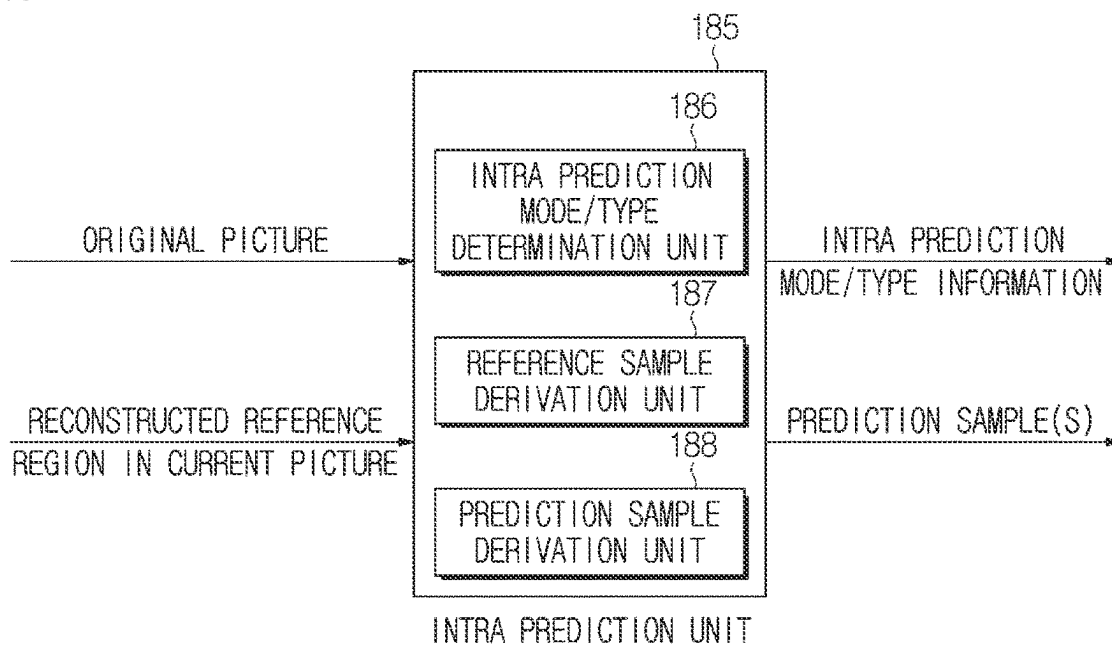 185
186
INTRA PREDICTION
MODE/TYPE
DETERMINATION UNIT
ORIGINAL PICTURE
INTRA PREDICTION
MODE/TYPE INFORMATION
187
REFERENCE SAMPLE
DERIVATION UNIT
RECONSTRUCTED REFERENCE
REGION IN CURRENT PICTURE
PREDICTION SAMPLE(S)
188
PREDICTION SAMPLE
DERIVATION UNIT
INTRA PREDICTION UNIT